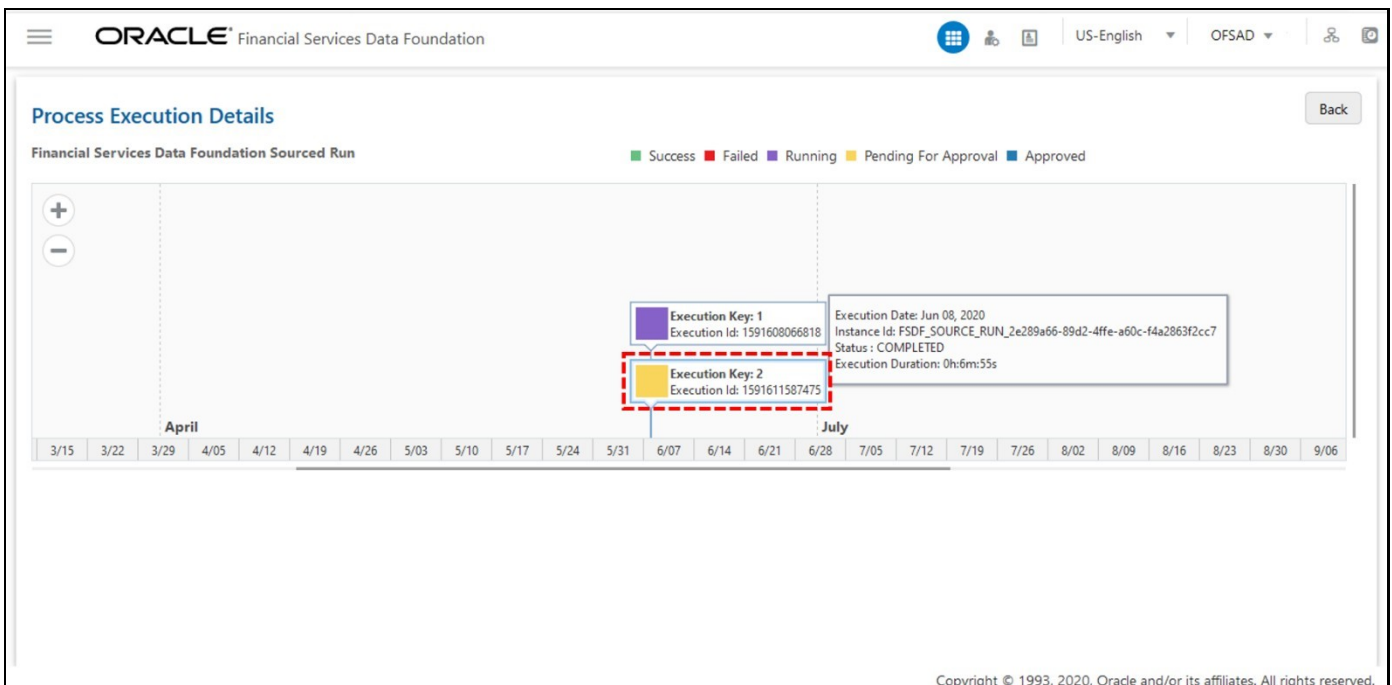 ORACLE® Financial Services Data Foundation
US-English
OFSAD
Process Execution Details
Back
Financial Services Data Foundation Sourced Run
Success Failed Running Pending For Approval Approved
Execution Key: 1
Execution Id: 1591608066818
Execution Date: Jun 08, 2020
Instance Id: FSDF_SOURCE_RUN_2e289a66-89d2-4ffe-a60c-f4a2863f2cc7
Status : COMPLETED
Execution Duration: 0h:6m:55s
Execution Key: 2
Execution Id: 1591611587475
April July
3/15 3/22 3/29 4/05 4/12 4/19 4/26 5/03 5/10 5/17 5/24 5/31 6/07 6/14 6/21 6/28 7/05 7/12 7/19 7/26 8/02 8/09 8/16 8/23 8/30 9/06
Copyright © 1993, 2020, Oracle and/or its affiliates. All rights reserved.